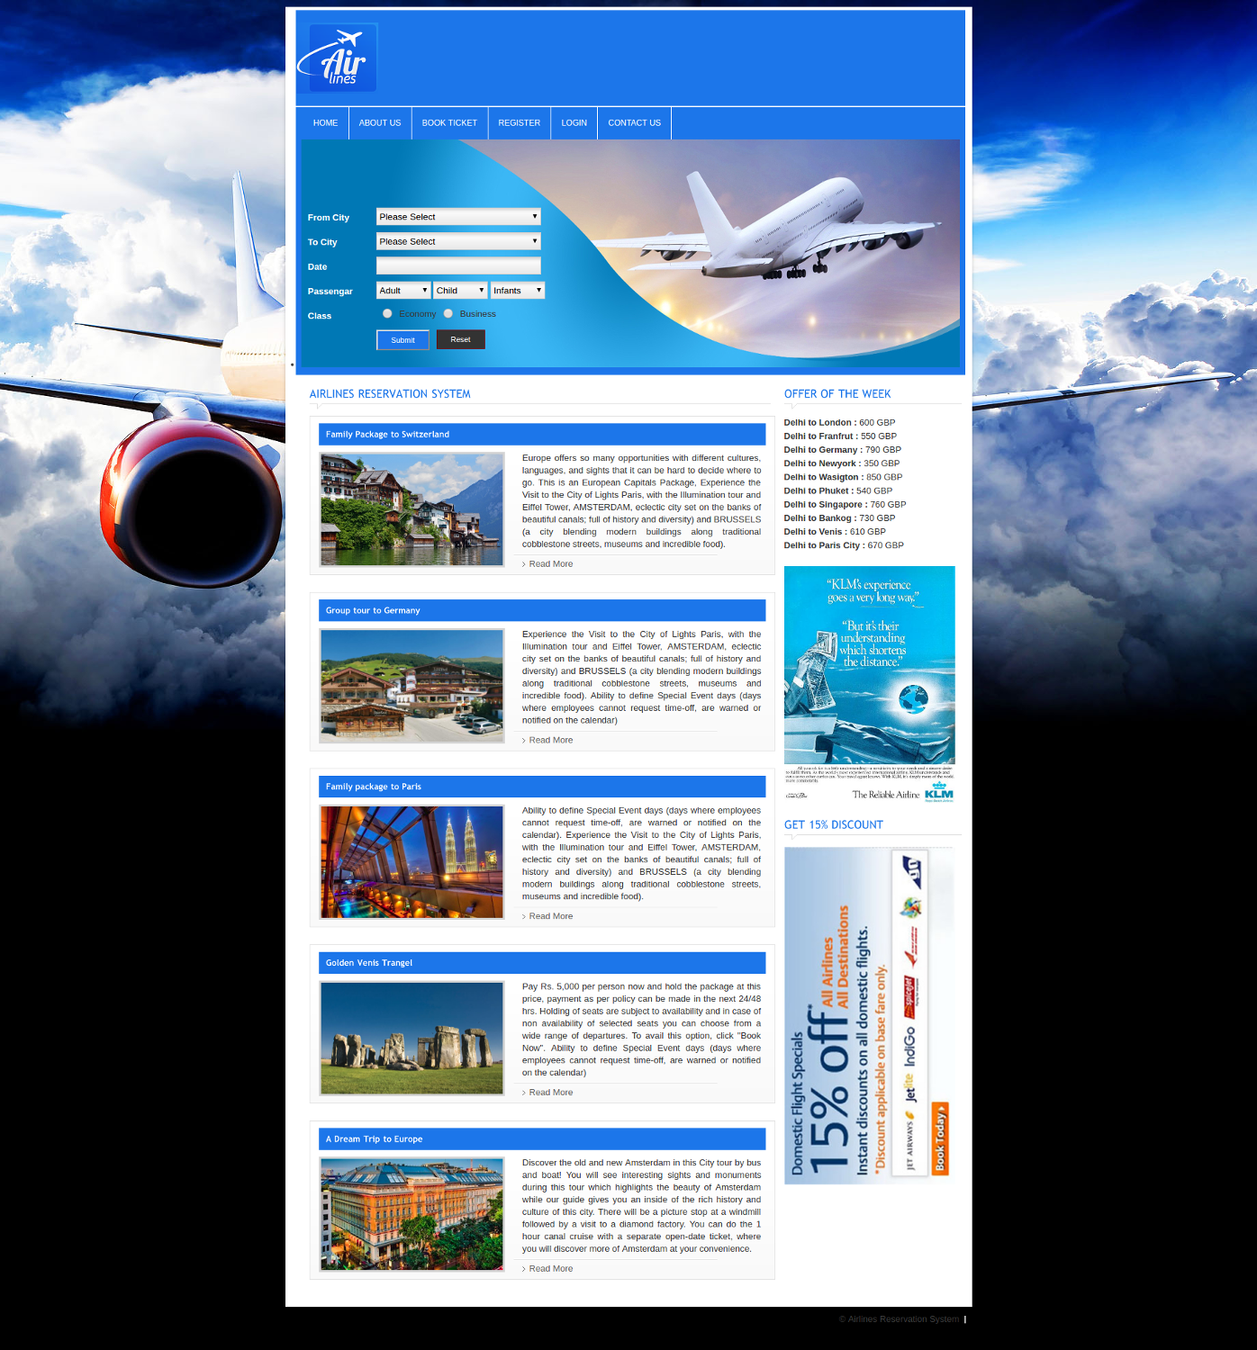 Air
lines
HOME
ABOUT US
BOOK TICKET
REGISTER
LOGIN
CONTACT US
From City
Please Select
To City
Please Select
Date
Passengar
Adult
Child
Infants
Class
Economy
Business
Submit
Reset
AIRLINES RESERVATION SYSTEM
Family Package to Switzerland
Europe offers so many opportunities with different cultures,
languages, and sights that it can be hard to decide where to
go. This is an European Capitals Package, Experience the
Visit to the City of Lights Paris, with the Illumination tour and
Eiffel Tower, AMSTERDAM, eclectic city set on the banks of
beautiful canals; full of history and diversity) and BRUSSELS
(a city blending modern buildings along traditional
cobblestone streets, museums and incredible food).
Read More
Group tour to Germany
Experience the Visit to the City of Lights Paris, with the
Illumination tour and Eiffel Tower, AMSTERDAM, eclectic
city set on the banks of beautiful canals; full of history and
diversity) and BRUSSELS (a city blending modern buildings
along traditional cobblestone streets, museums and
incredible food). Ability to define Special Event days (days
where employees cannot request time-off, are warned or
notified on the calendar)
Read More
Family package to Paris
Ability to define Special Event days (days where employees
cannot request time-off, are warned or notified on the
calendar). Experience the Visit to the City of Lights Paris,
with the Illumination tour and Eiffel Tower, AMSTERDAM,
eclectic city set on the banks of beautiful canals; full of
history and diversity) and BRUSSELS (a city blending
modern buildings along traditional cobblestone streets,
museums and incredible food).
Read More
Golden Venis Trangel
Pay Rs. 5,000 per person now and hold the package at this
price, payment as per policy can be made in the next 24/48
hrs. Holding of seats are subject to availability and in case of
non availability of selected seats you can choose from a
wide range of departures. To avail this option, click "Book
Now". Ability to define Special Event days (days where
employees cannot request time-off, are warned or notified
on the calendar)
Read More
A Dream Trip to Europe
Discover the old and new Amsterdam in this City tour by bus
and boat! You will see interesting sights and monuments
during this tour which highlights the beauty of Amsterdam
while our guide gives you an inside of the rich history and
culture of this city. There will be a picture stop at a windmill
followed by a visit to a diamond factory. You can do the 1
hour canal cruise with a separate open-date ticket, where
you will discover more of Amsterdam at your convenience.
Read More
OFFER OF THE WEEK
Delhi to London : 600 GBP
Delhi to Franfrut : 550 GBP
Delhi to Germany : 790 GBP
Delhi to Newyork : 350 GBP
Delhi to Wasigton : 850 GBP
Delhi to Phuket : 540 GBP
Delhi to Singapore : 760 GBP
Delhi to Bankog : 730 GBP
Delhi to Venis : 610 GBP
Delhi to Paris City : 670 GBP
"KLM's experience
goes a very long way."
"But it's their
understanding
which shortens
the distance."
The Reliable Airline KLM
GET 15% DISCOUNT
Domestic Flight Specials
15% off* All Airlines
All Destinations
Instant discounts on all domestic flights.
*Discount applicable on base fare only.
JET AIRWAYS
Jetlite
IndiGo
spicejet
Book Today
© Airlines Reservation System |